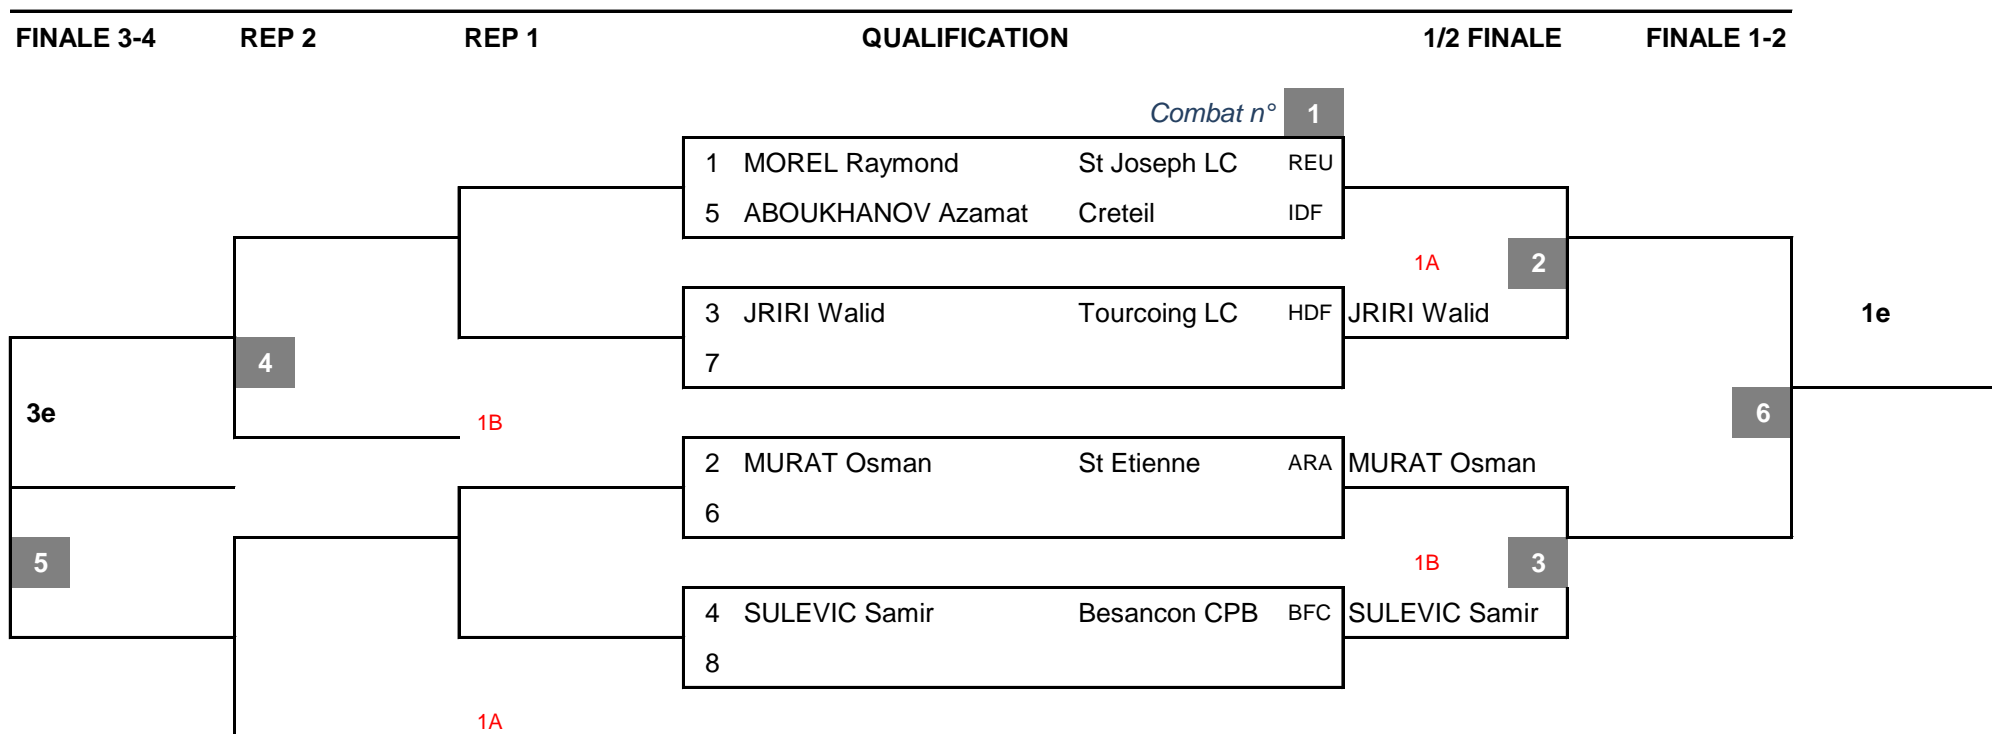 FINALE 3-4 REP 2 REP 1 QUALIFICATION 1/2 FINALE FINALE 1-2
Combat n° 1
1 MOREL Raymond St Joseph LC REU
5 ABOUKHANOV Azamat Creteil IDF
1A 2
3 JRIRI Walid Tourcoing LC HDF JRIRI Walid 1e
4 7
3e 1B 6
2 MURAT Osman St Etienne ARA MURAT Osman
6
5 1B 3
4 SULEVIC Samir Besancon CPB BFC SULEVIC Samir
8
1A